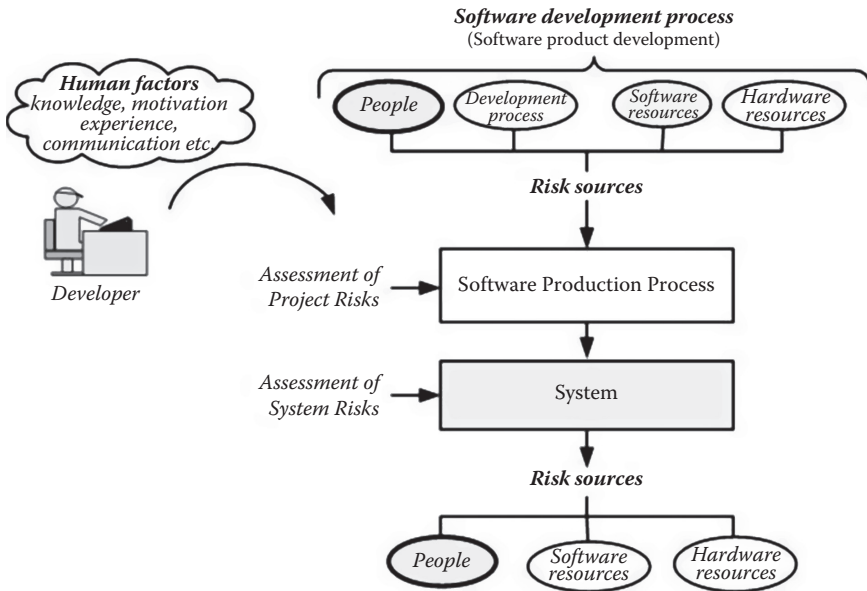 Software development process
(Software product development)
Human factors
knowledge, motivation
experience,
communication etc.
People
Development
process
Software
resources
Hardware
resources
Risk sources
Developer
Assessment of
Project Risks
Software Production Process
Assessment of
System Risks
System
Risk sources
People
Software
resources
Hardware
resources